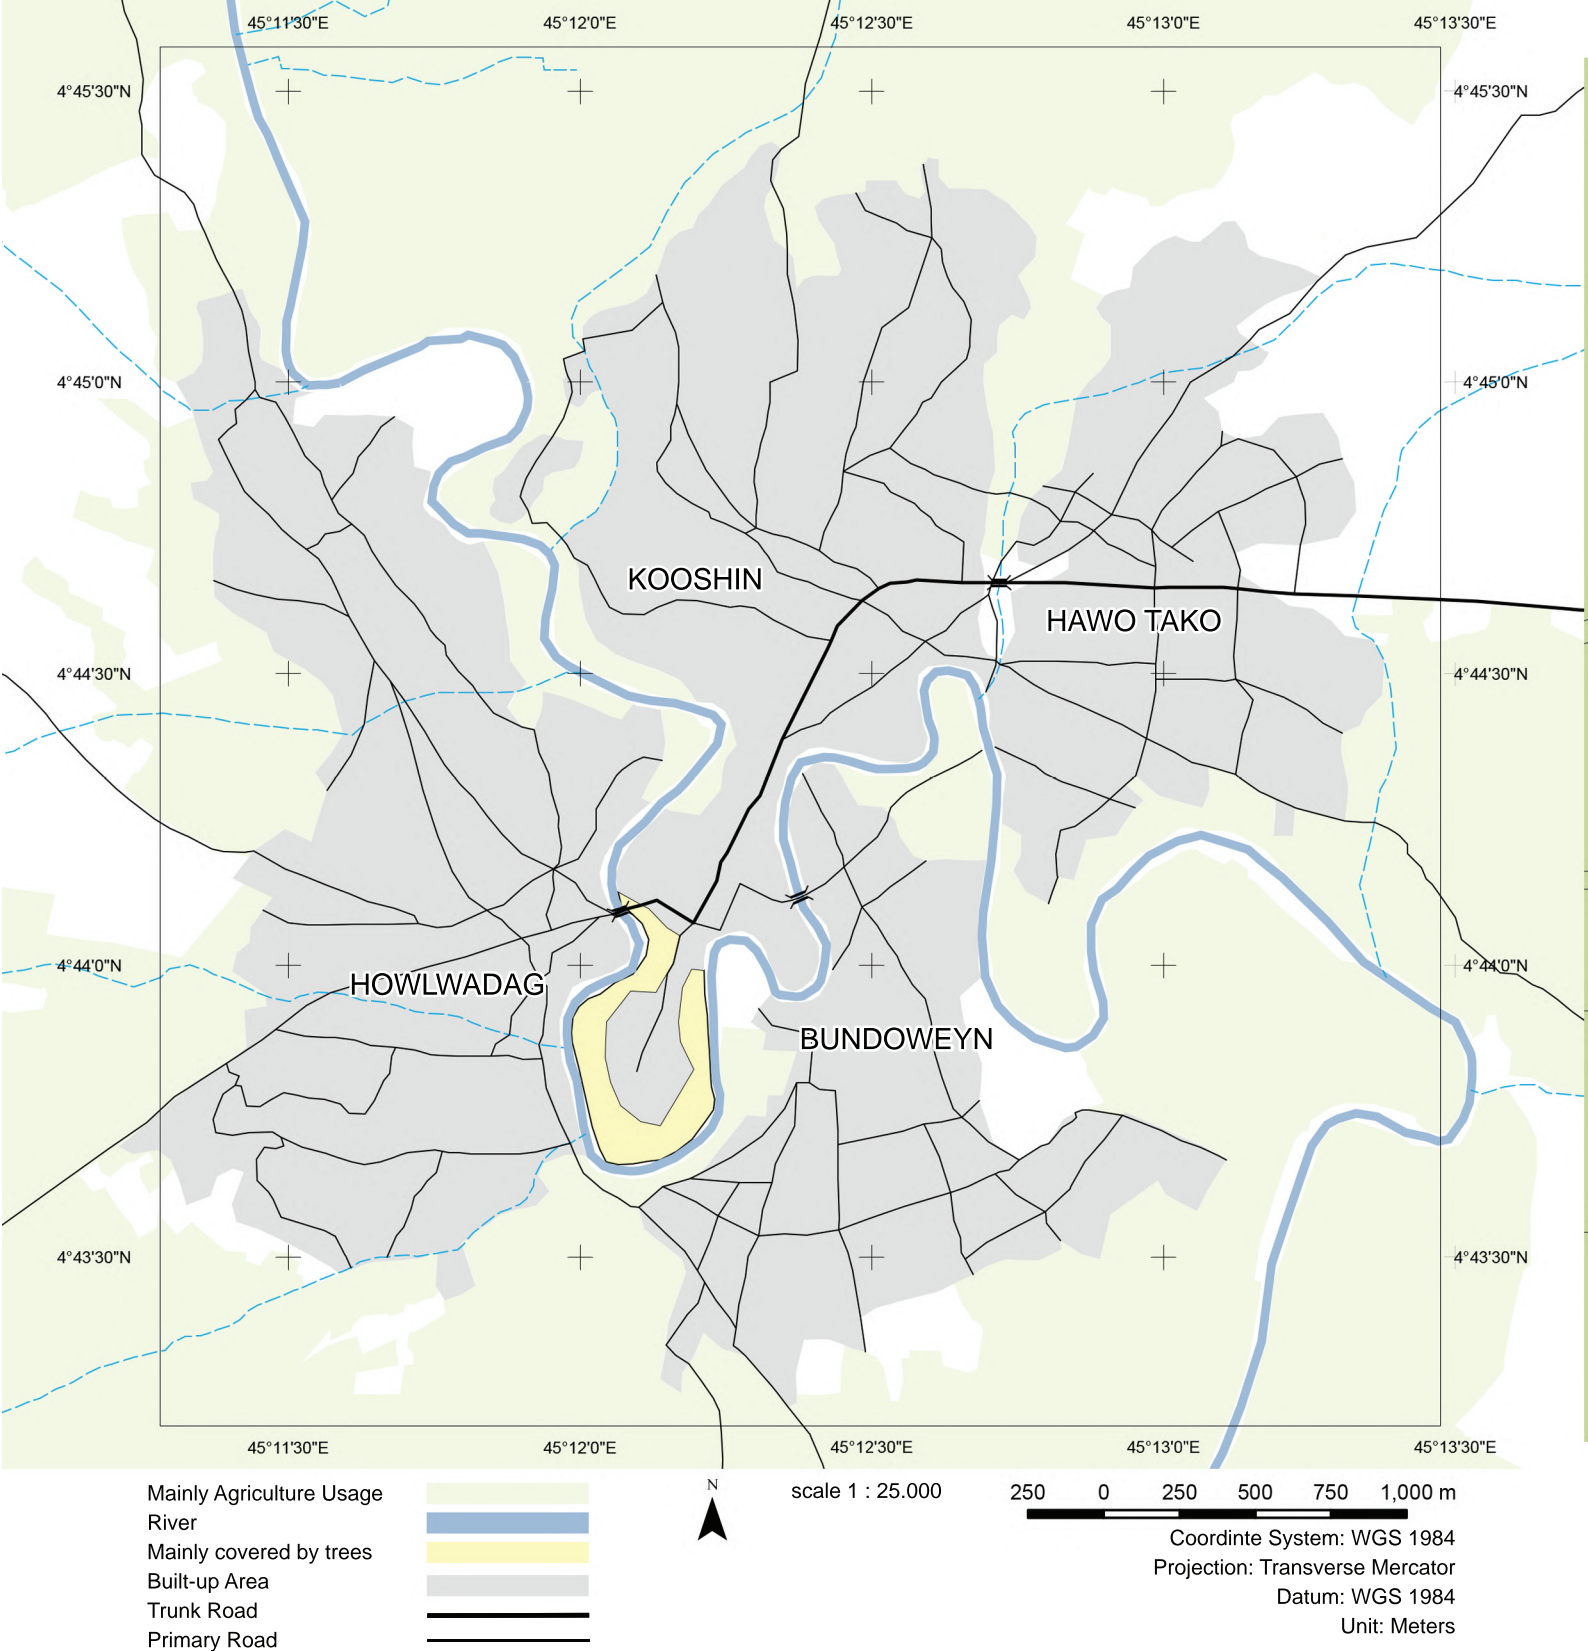 45°11'30"E 45°12'0"E 45°12'30"E 45°13'0"E 45°13'30"E
4°45'30"N 4°45'30"N
4°45'0"N 4°45'0"N
KOOSHIN
HAWO TAKO
4°44'30"N 4°44'30"N
4°44'0"N 4°44'0"N
HOWLWADAG
BUNDOWEYN
4°43'30"N 4°43'30"N
45°11'30"E 45°12'0"E 45°12'30"E 45°13'0"E 45°13'30"E
Mainly Agriculture Usage
River
Mainly covered by trees
Built-up Area
Trunk Road
Primary Road
N
scale 1 : 25.000
250 0 250 500 750 1,000 m
Coordinte System: WGS 1984
Projection: Transverse Mercator
Datum: WGS 1984
Unit: Meters